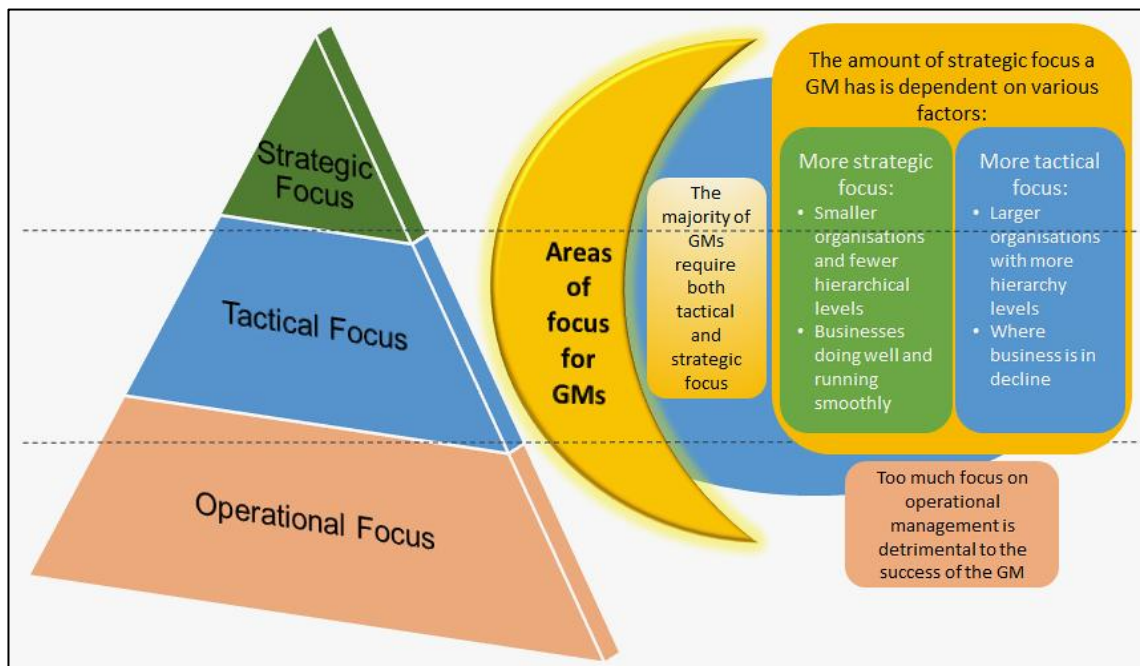 Strategic
Focus
Tactical Focus
Operational Focus
Areas
of
focus
for
GMs
The
majority of
GMs
require
both
tactical
and
strategic
focus
The amount of strategic focus a
GM has is dependent on various
factors:
More strategic
focus:
• Smaller
organisations
and fewer
hierarchical
levels
• Businesses
doing well and
running
smoothly
More tactical
focus:
• Larger
organisations
with more
hierarchy
levels
• Where
business is in
decline
Too much focus on
operational
management is
detrimental to the
success of the GM